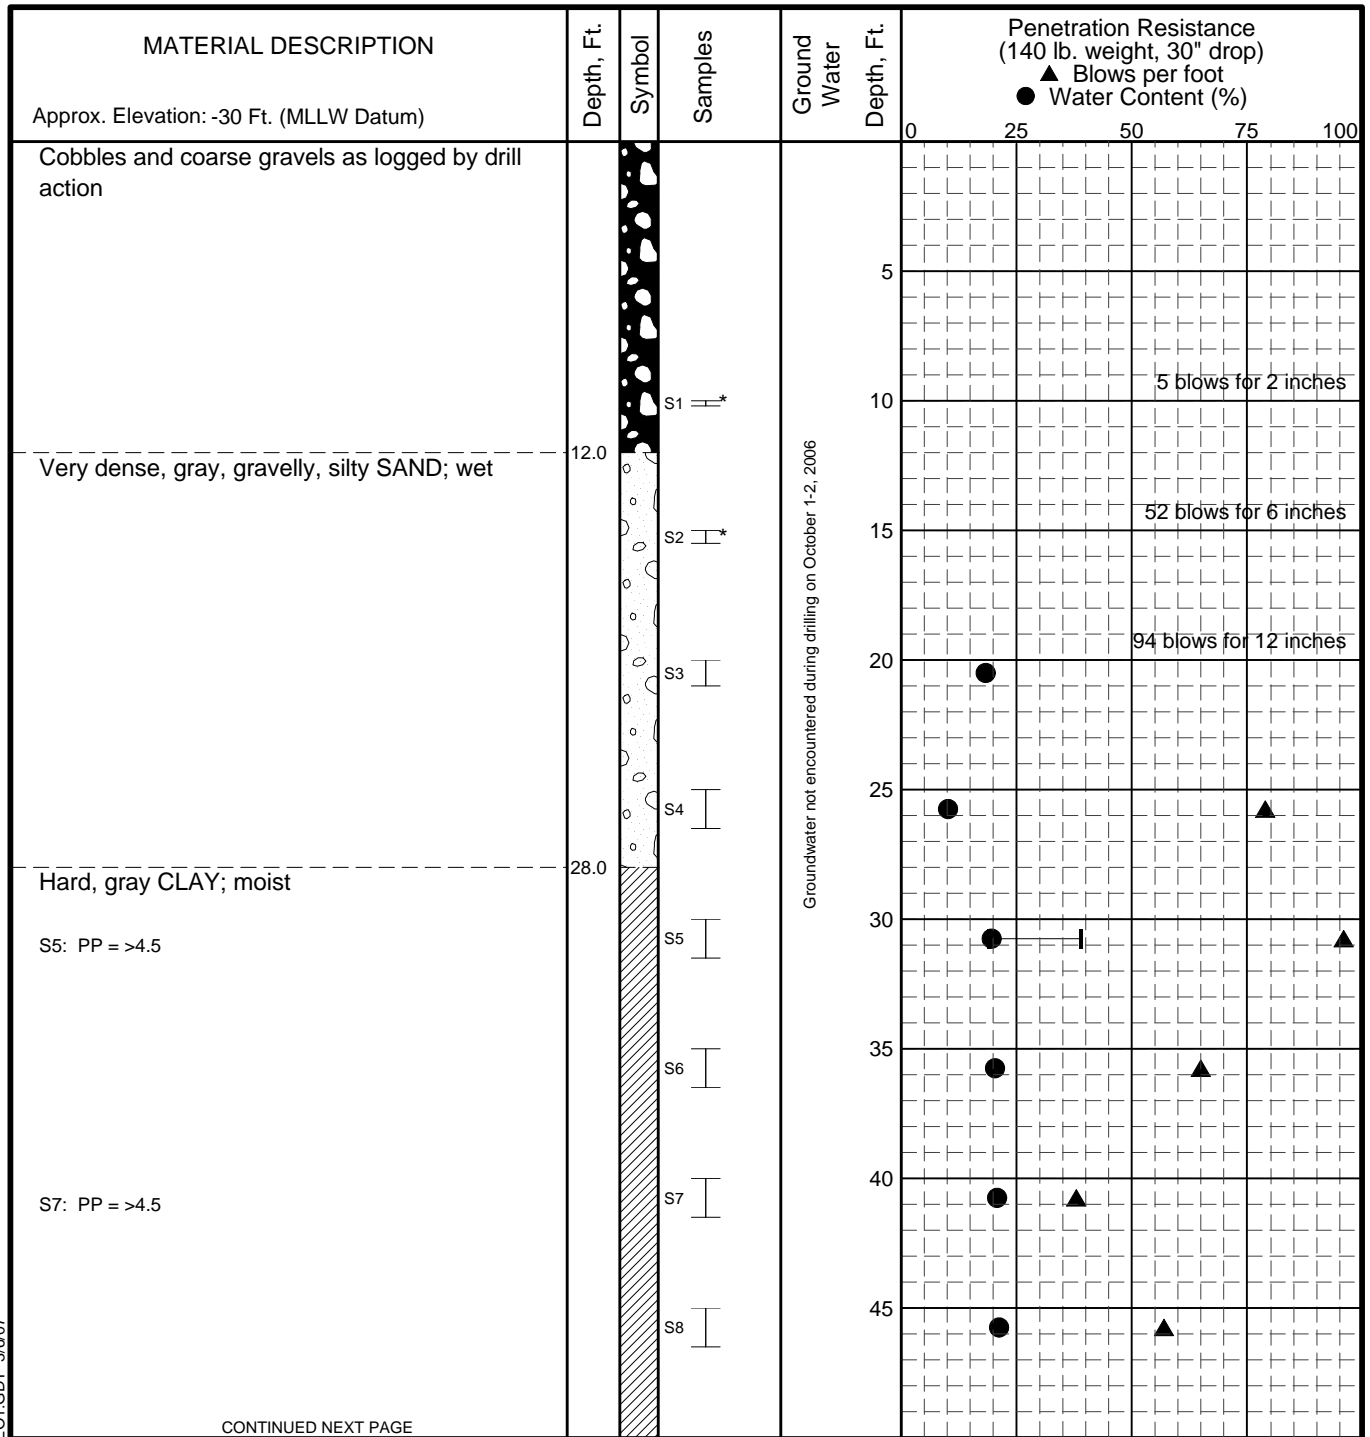 MATERIAL DESCRIPTION
Approx. Elevation: -30 Ft. (MLLW Datum)
Depth, Ft.
Symbol
Samples
Ground
Water
Depth, Ft.
Penetration Resistance
(140 lb. weight, 30" drop)
▲ Blows per foot
● Water Content (%)
0 25 50 75 100
Cobbles and coarse gravels as logged by drill
action
5
5 blows for 2 inches
10
S1 *
12.0
Very dense, gray, gravelly, silty SAND; wet
Groundwater not encountered during drilling on October 1-2, 2006
52 blows for 6 inches
15
S2 *
94 blows for 12 inches
20
S3
25
S4
28.0
Hard, gray CLAY; moist
30
S5
S5: PP = >4.5
35
S6
40
S7
S7: PP = >4.5
45
S8
CONTINUED NEXT PAGE